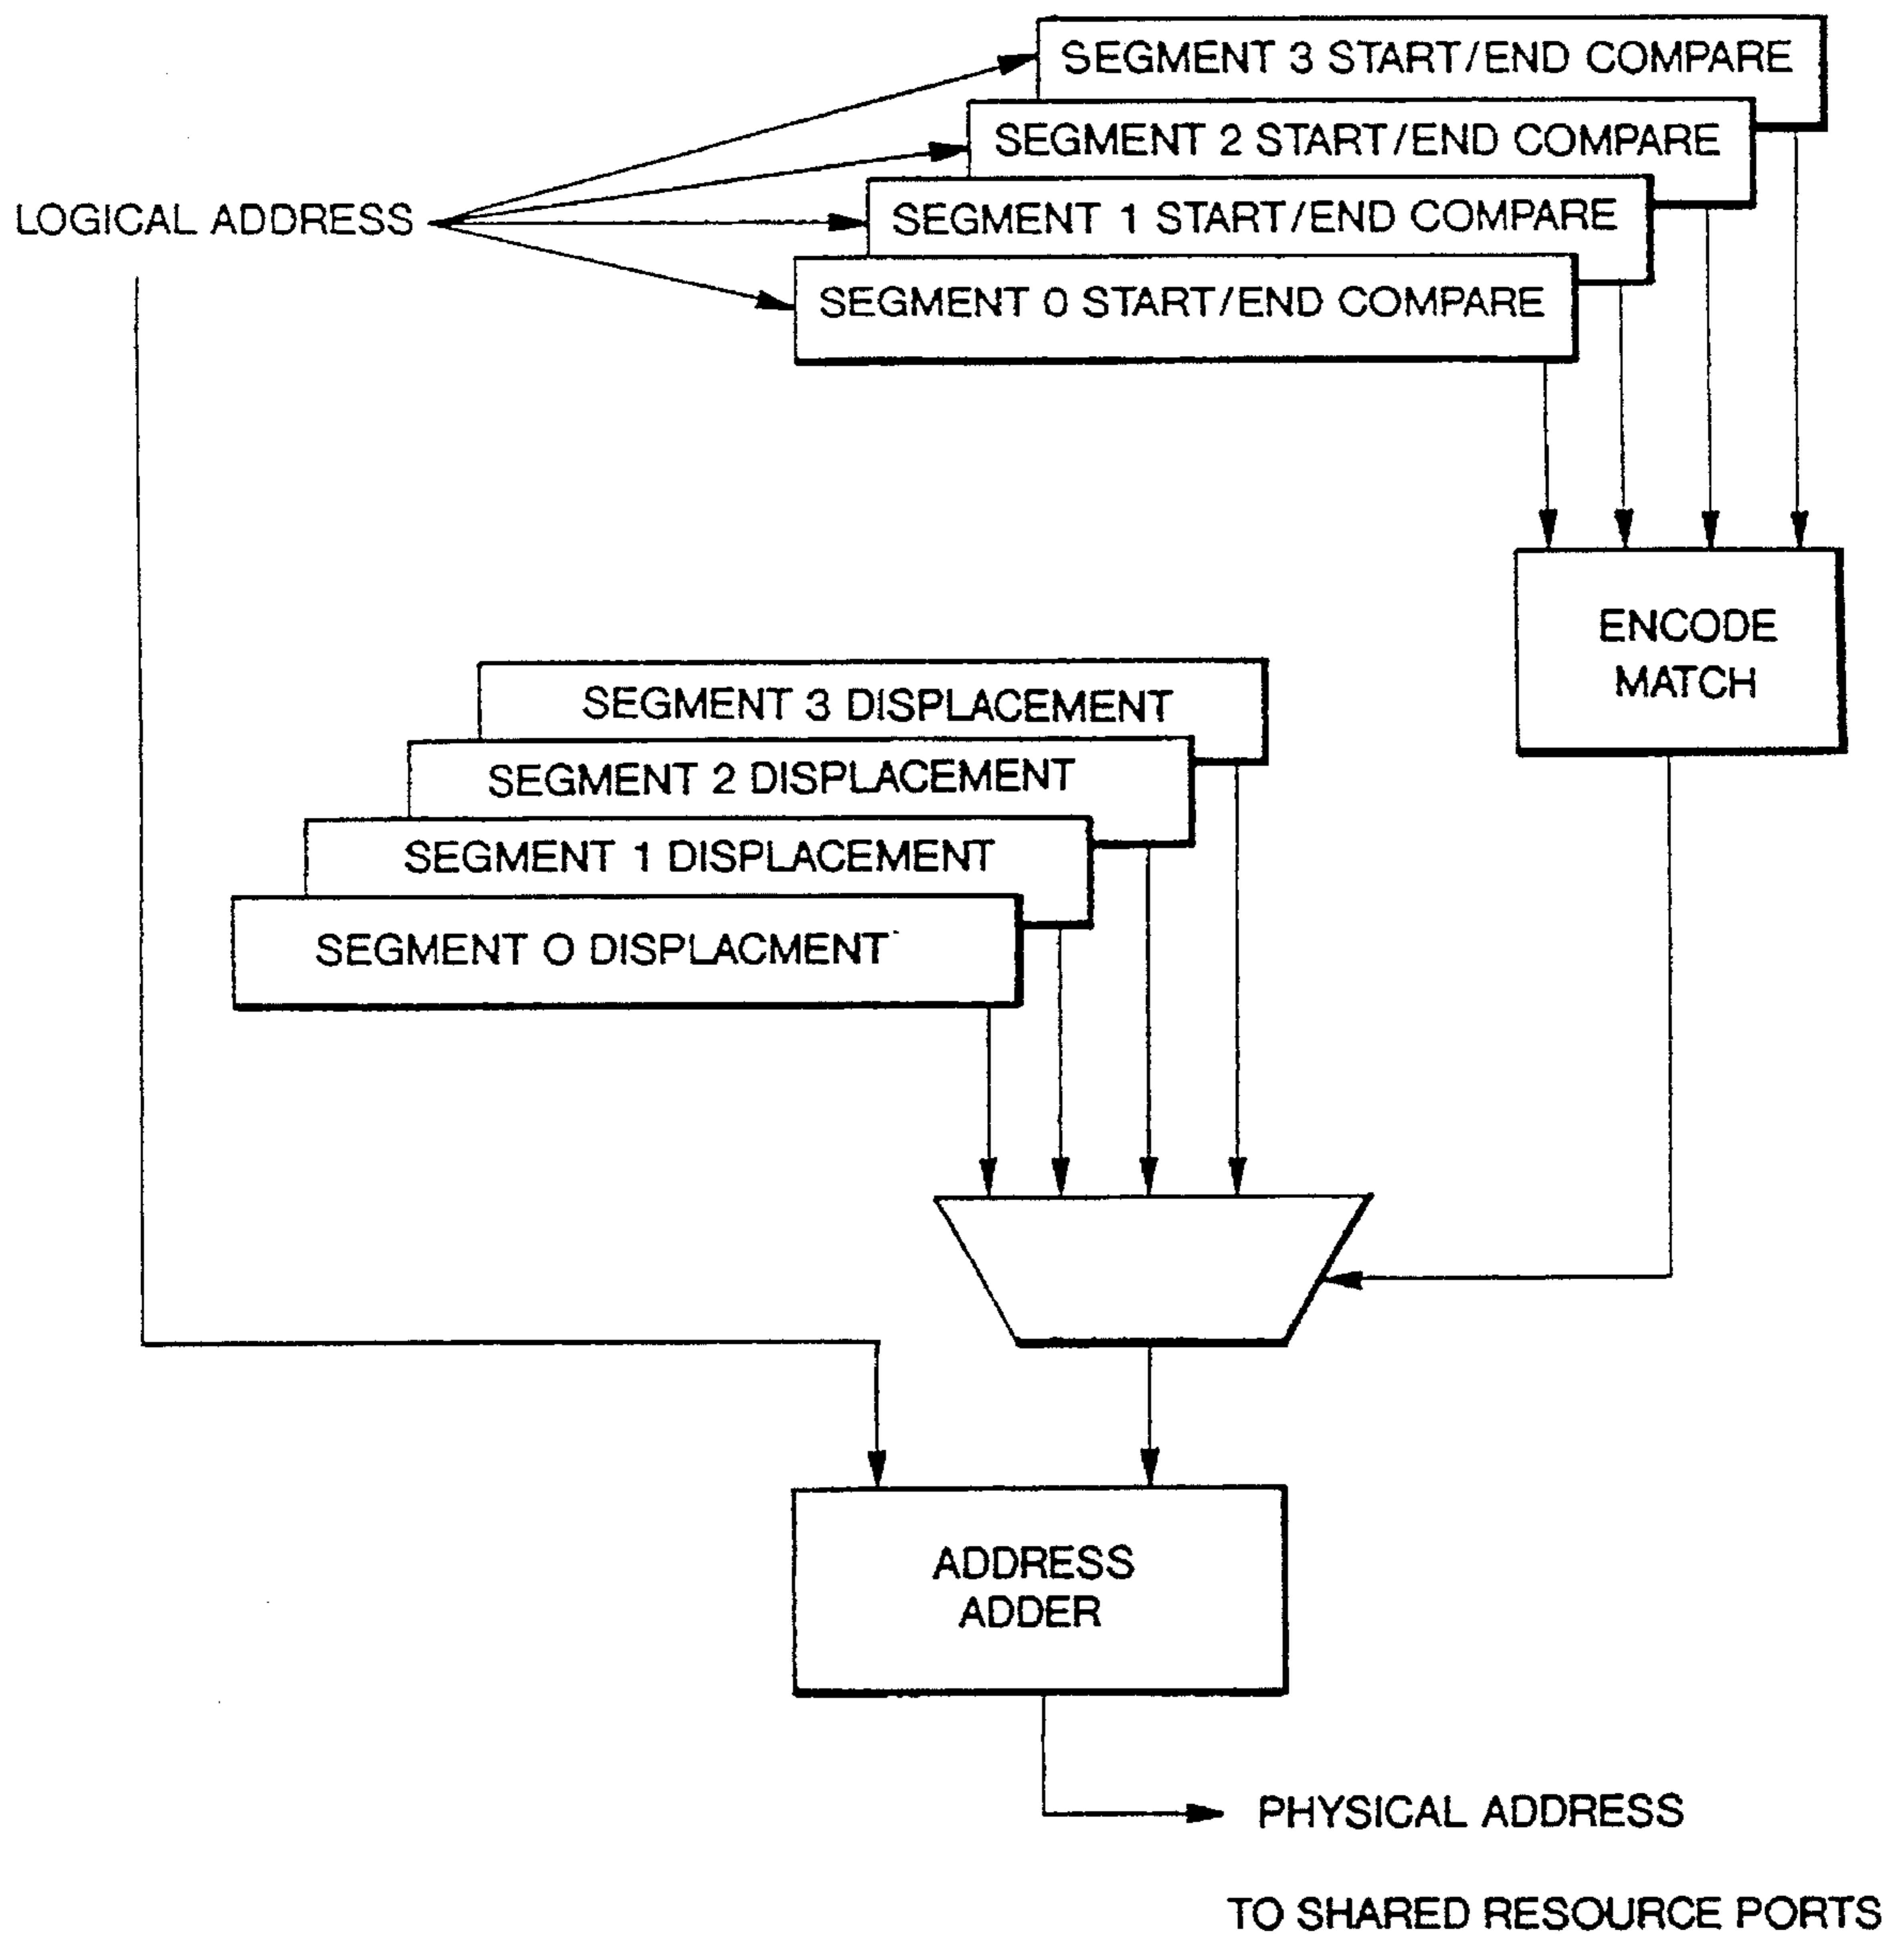 SEGMENT 3 START/END COMPARE
SEGMENT 2 START/END COMPARE
LOGICAL ADDRESS
SEGMENT 1 START/END COMPARE
SEGMENT 0 START/END COMPARE
ENCODE
MATCH
SEGMENT 3 DISPLACEMENT
SEGMENT 2 DISPLACEMENT
SEGMENT 1 DISPLACEMENT
SEGMENT O DISPLACMENT
ADDRESS
ADDER
PHYSICAL ADDRESS
TO SHARED RESOURCE PORTS